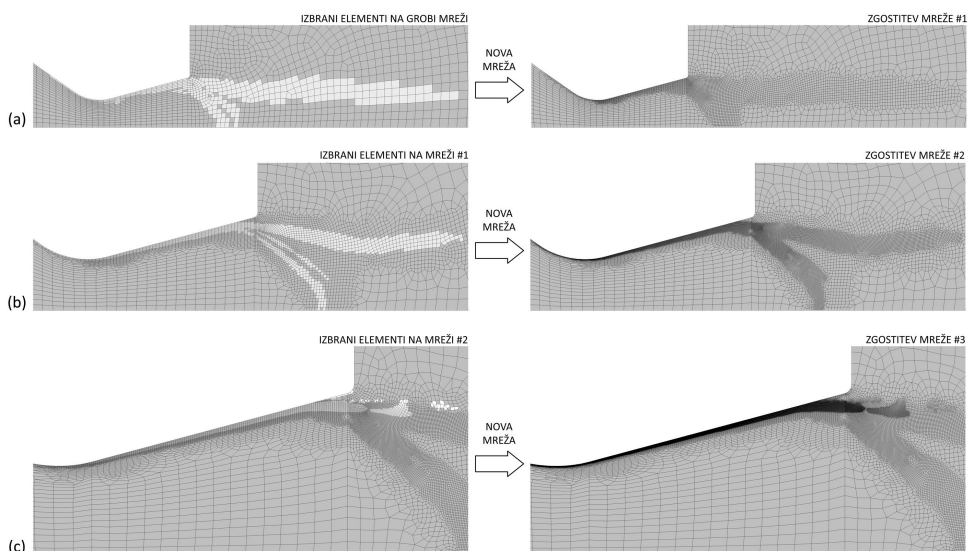 IZBRANI ELEMENTI NA GROBI MREŽI
ZGOSTITEV MREŽE #1
NOVA
MREŽA
(a)
IZBRANI ELEMENTI NA MREŽI #1
ZGOSTITEV MREŽE #2
NOVA
MREŽA
(b)
IZBRANI ELEMENTI NA MREŽI #2
ZGOSTITEV MREŽE #3
NOVA
MREŽA
(c)